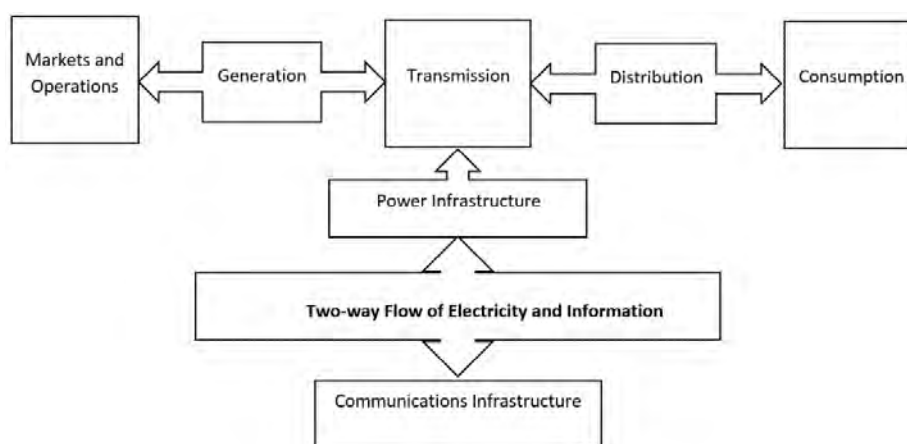 Markets and
Operations
Generation
Transmission
Distribution
Consumption
Power Infrastructure
Two-way Flow of Electricity and Information
Communications Infrastructure